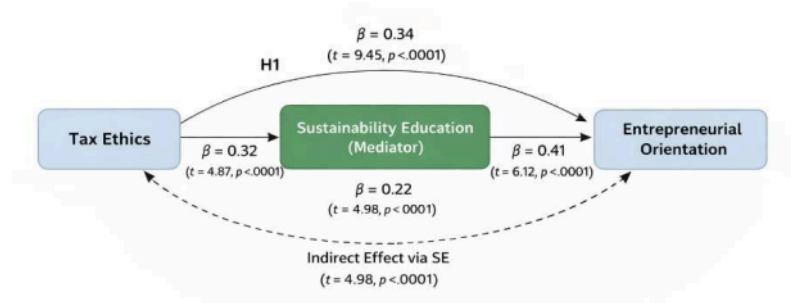 β = 0.34
(t = 9.45, p<.0001)
H1
Tax Ethics
Sustainability Education
(Mediator)
Entrepreneurial
Orientation
β = 0.32
(t = 4.87, p<.0001)
β = 0.41
(t = 6.12, p<.0001)
β = 0.22
(t = 4.98, p<0001)
Indirect Effect via SE
(t = 4.98, p<.0001)